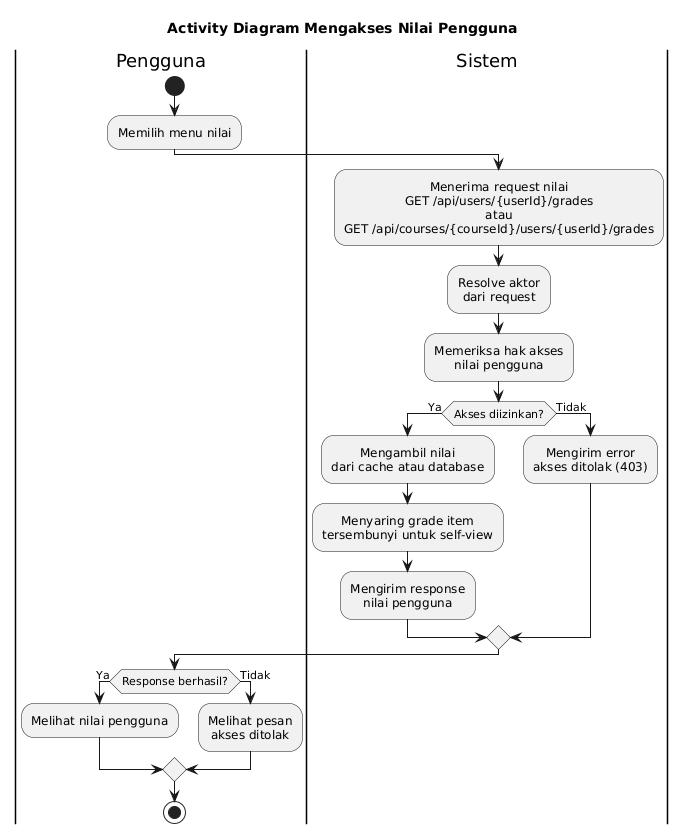 Activity Diagram Mengakses Nilai Pengguna
Pengguna
Sistem
Memilih menu nilai
Menerima request nilai
GET /api/users/{userId}/grades
atau
GET /api/courses/{courseId}/users/{userId}/grades
Resolve aktor
dari request
Memeriksa hak akses
nilai pengguna
Akses diizinkan?
Ya
Tidak
Mengambil nilai
dari cache atau database
Mengirim error
akses ditolak (403)
Menyaring grade item
tersembunyi untuk self-view
Mengirim response
nilai pengguna
Response berhasil?
Ya
Tidak
Melihat nilai pengguna
Melihat pesan
akses ditolak